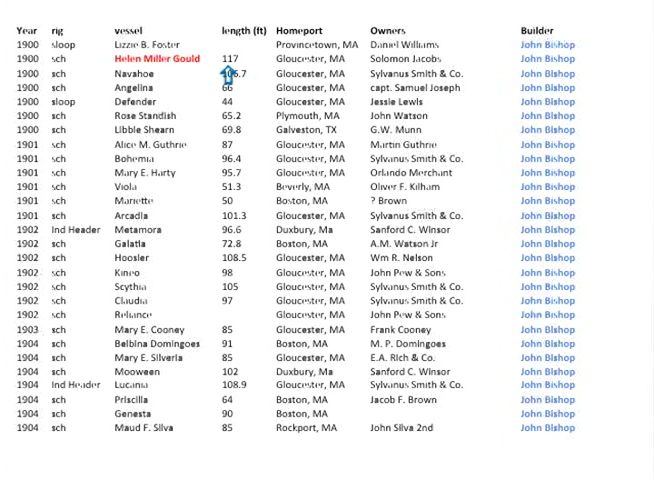 Year rig vessel length (ft) Homeport Owners Builder
1900 sloop Lizzie B. Foster Provincetown, MA Daniel Williams John Bishop
1900 sch Helen Miller Gould 117 Gloucester, MA Solomon Jacobs John Bishop
1900 sch Navahoe Gloucester, MA Sylvanus Smith & Co. John Bishop
1900 sch Angelina 66 Gloucester, MA capt. Samuel Joseph John Bishop
1900 sloop Defender 44 Gloucester, MA Jessie Lewis John Bishop
1900 sch Rose Standish 65.2 Plymouth, MA John Watson John Bishop
1900 sch Libbie Shearn 69.8 Galveston, TX G.W. Munn John Bishop
1901 sch Alice M. Guthrie 87 Gloucester, MA Martin Guthrie John Bishop
1901 sch Bohemia 96.4 Gloucester, MA Sylvanus Smith & Co. John Bishop
1901 sch Mary E. Harty 95.7 Gloucester, MA Orlando Merchant John Bishop
1901 sch Viola 51.3 Beverly, MA Oliver F. Kilham John Bishop
1901 sch Mariette 50 Boston, MA ? Brown John Bishop
1901 sch Arcadia 101.3 Gloucester, MA Sylvanus Smith & Co. John Bishop
1902 Ind Header Metamora 96.6 Duxbury, Ma Sanford C. Winsor John Bishop
1902 sch Galatia 72.8 Boston, MA A.M. Watson Jr John Bishop
1902 sch Hoosier 108.5 Gloucester, MA Wm R. Nelson John Bishop
1902 sch Kineo 98 Gloucester, MA John Pew & Sons John Bishop
1902 sch Scythia 105 Gloucester, MA Sylvanus Smith & Co. John Bishop
1902 sch Claudia 97 Gloucester, MA Sylvanus Smith & Co. John Bishop
1902 sch Reliance Gloucester, MA John Pew & Sons John Bishop
1903 sch Mary E. Cooney 85 Gloucester, MA Frank Cooney John Bishop
1904 sch Belbina Domingoes 91 Boston, MA M. P. Domingoes John Bishop
1904 sch Mary E. Silveria 85 Gloucester, MA E.A. Rich & Co. John Bishop
1904 sch Mooween 102 Duxbury, Ma Sanford C. Winsor John Bishop
1904 Ind Header Lucania 108.9 Gloucester, MA Sylvanus Smith & Co. John Bishop
1904 sch Priscilla 64 Boston, MA Jacob F. Brown John Bishop
1904 sch Genesta 90 Boston, MA John Bishop
1904 sch Maud F. Silva 85 Rockport, MA John Silva 2nd John Bishop